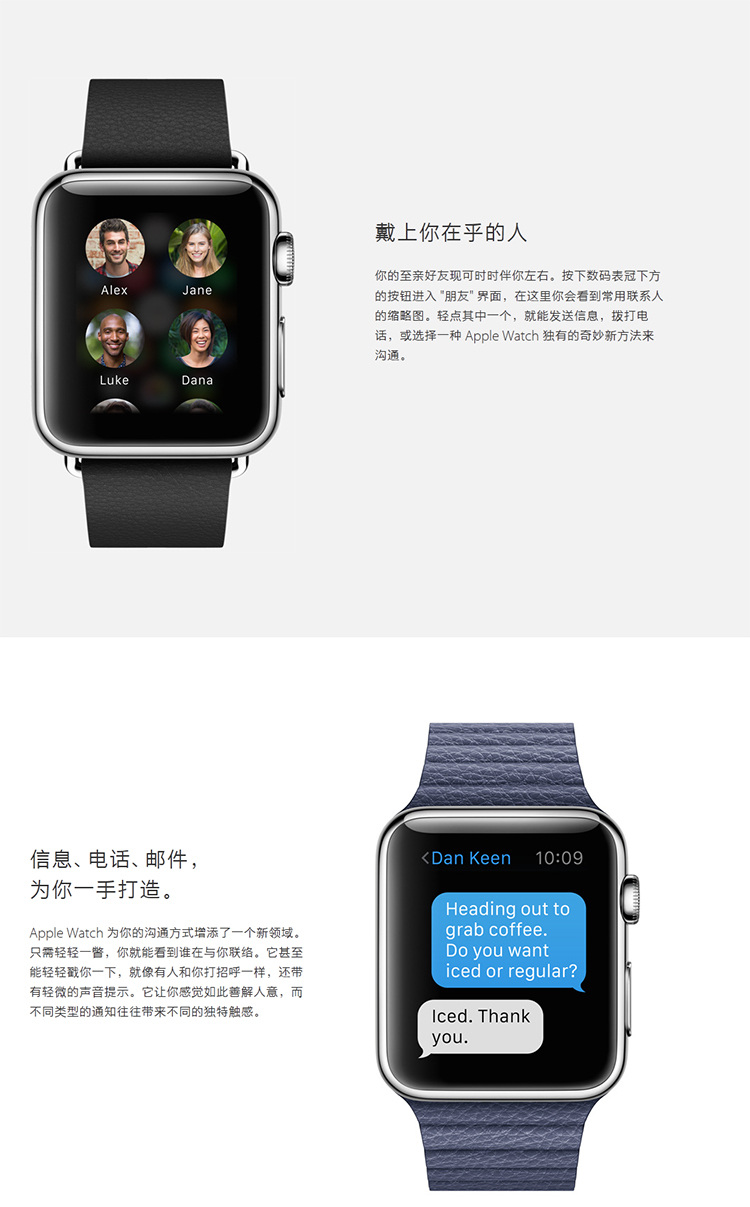 Alex
Jane
Luke
Dana
戴上你在乎的人
你的至亲好友现可时时伴你左右。按下数码表冠下方
的按钮进入 "朋友" 界面，在这里你会看到常用联系人
的缩略图。轻点其中一个，就能发送信息，拨打电
话，或选择一种 Apple Watch 独有的奇妙新方法来
沟通。
信息、电话、邮件，
为你一手打造。
Apple Watch 为你的沟通方式增添了一个新领域。
只需轻轻一瞥，你就能看到谁在与你联络。它甚至
能轻轻戳你一下，就像有人和你打招呼一样，还带
有轻微的声音提示。它让你感觉如此善解人意，而
不同类型的通知往往带来不同的独特触感。
<Dan Keen 10:09
Heading out to
grab coffee.
Do you want
iced or regular?
Iced. Thank
you.